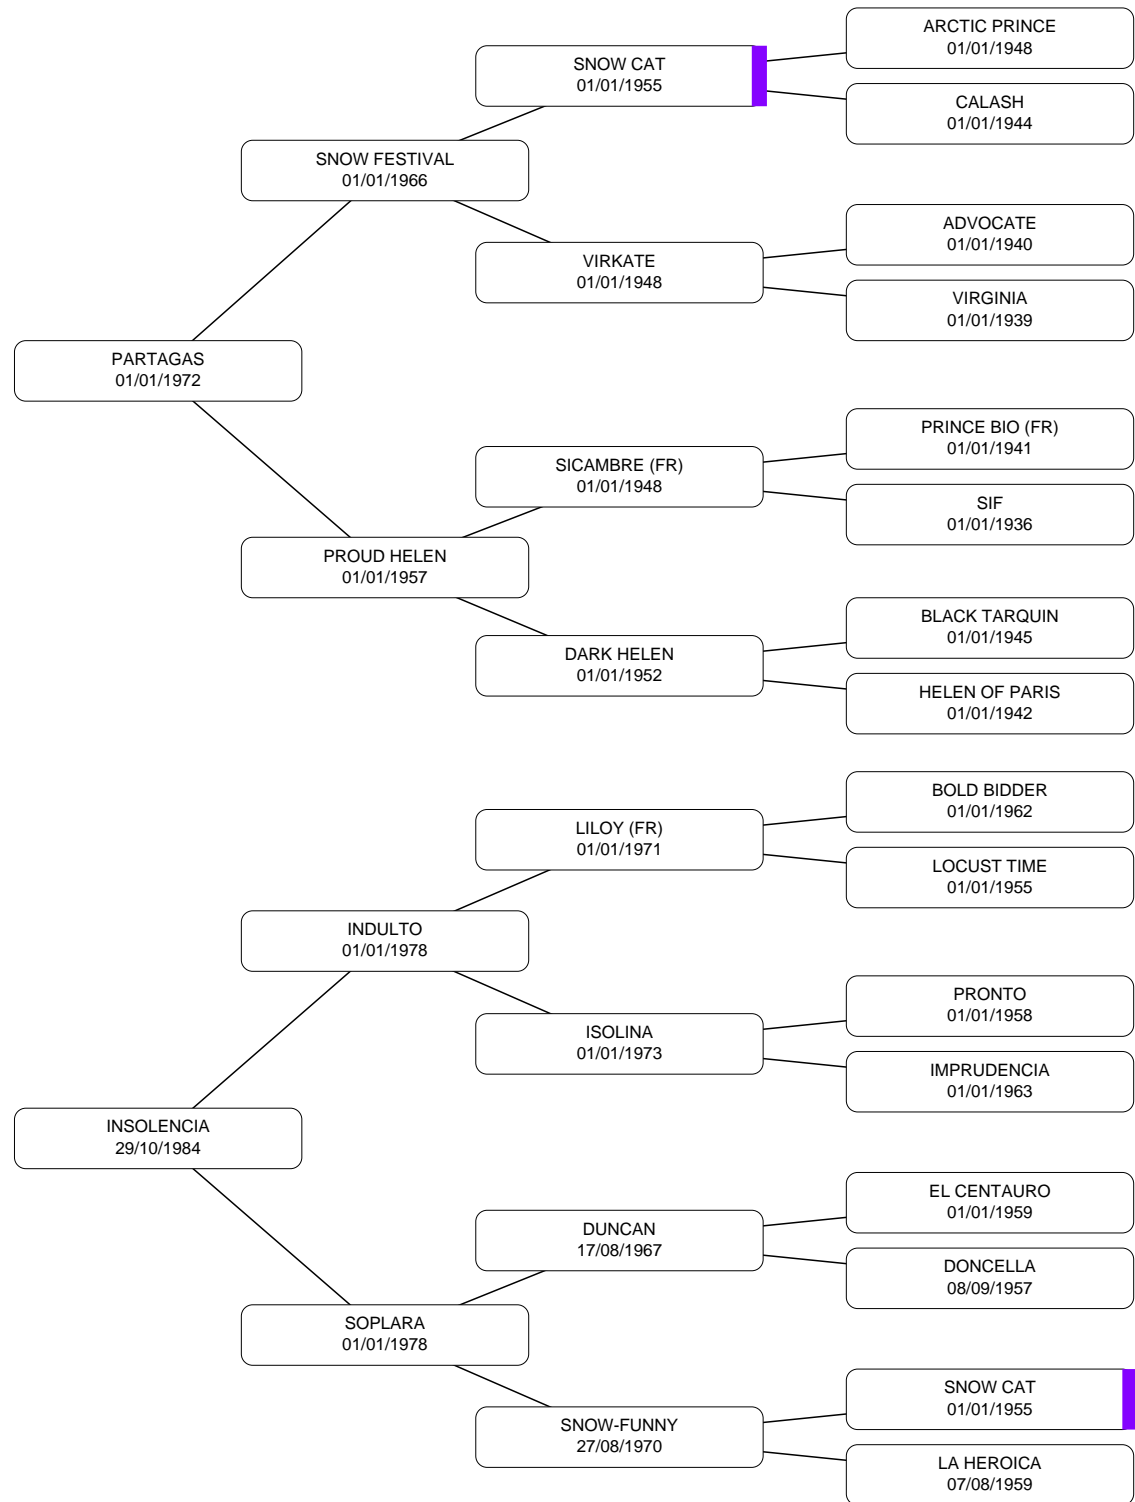 ARCTIC PRINCE
01/01/1948
SNOW CAT
01/01/1955
CALASH
01/01/1944
SNOW FESTIVAL
01/01/1966
ADVOCATE
01/01/1940
VIRKATE
01/01/1948
VIRGINIA
01/01/1939
PARTAGAS
01/01/1972
PRINCE BIO (FR)
01/01/1941
SICAMBRE (FR)
01/01/1948
SIF
01/01/1936
PROUD HELEN
01/01/1957
BLACK TARQUIN
01/01/1945
DARK HELEN
01/01/1952
HELEN OF PARIS
01/01/1942
BOLD BIDDER
01/01/1962
LILOY (FR)
01/01/1971
LOCUST TIME
01/01/1955
INDULTO
01/01/1978
PRONTO
01/01/1958
ISOLINA
01/01/1973
IMPRUDENCIA
01/01/1963
INSOLENCIA
29/10/1984
EL CENTAURO
01/01/1959
DUNCAN
17/08/1967
DONCELLA
08/09/1957
SOPLARA
01/01/1978
SNOW CAT
01/01/1955
SNOW-FUNNY
27/08/1970
LA HEROICA
07/08/1959